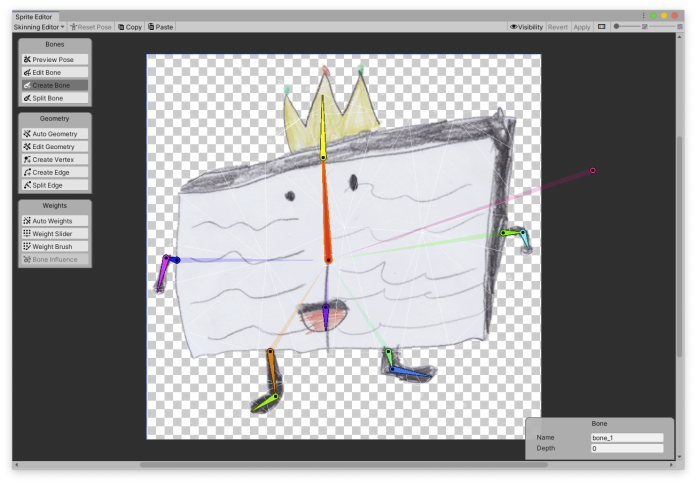 Sprite Editor
Skinning Editor Reset Pose Copy Paste Visibility Revert Apply
Bones
Preview Pose
Edit Bone
Create Bone
Split Bone
Geometry
Auto Geometry
Edit Geometry
Create Vertex
Create Edge
Split Edge
Weights
Auto Weights
Weight Slider
Weight Brush
Bone Influence
Bone
Name bone_1
Depth 0